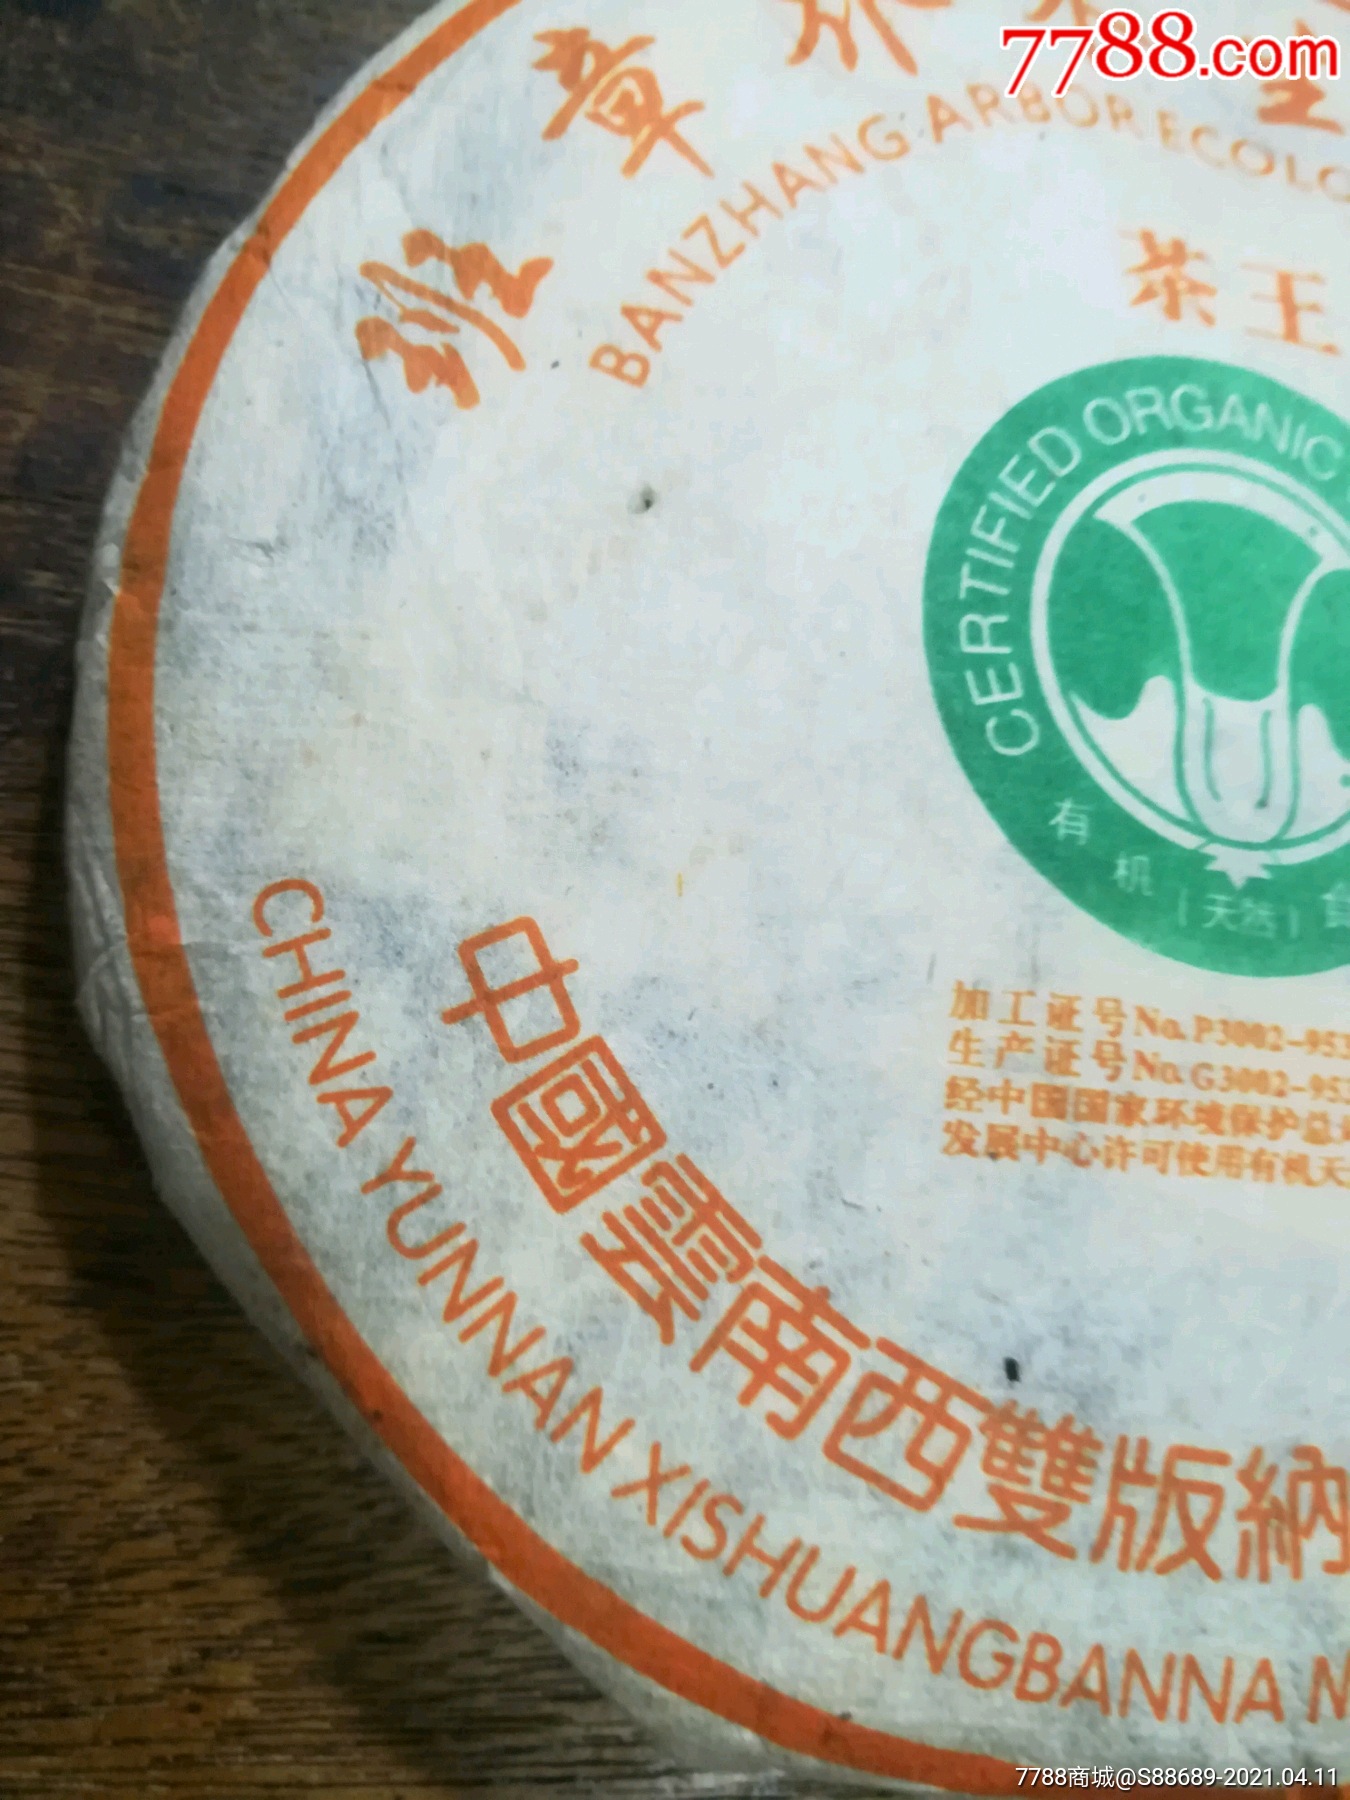 7788.com
班章
BANZHANG ARBOR ECOLO
茶王
CERTIFIED ORGANIC
有机(天然)食
加工证号No.P3002-953
生产证号No.G3002-953
经中国国家环境保护总
发展中心许可使用有机天
中國雲南西雙版納
CHINA YUNNAN XISHUANGBANNA M
7788商城@S88689-2021.04.11